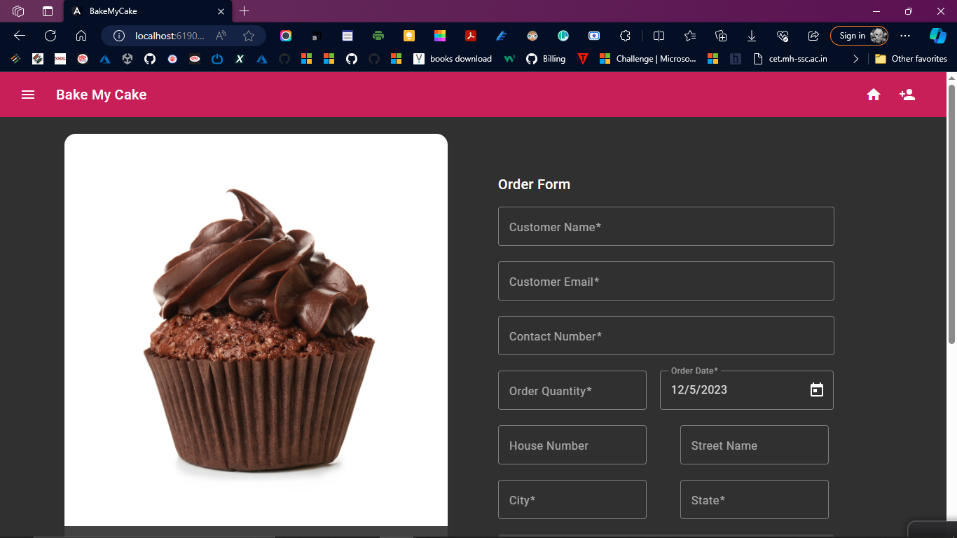 BakeMyCake
localhost:6190...
Sign in
books download
Billing
Challenge | Microso...
cet.mh-ssc.ac.in
Other favorites
Bake My Cake
Order Form
Customer Name*
Customer Email*
Contact Number*
Order Quantity*
Order Date*
12/5/2023
House Number
Street Name
City*
State*